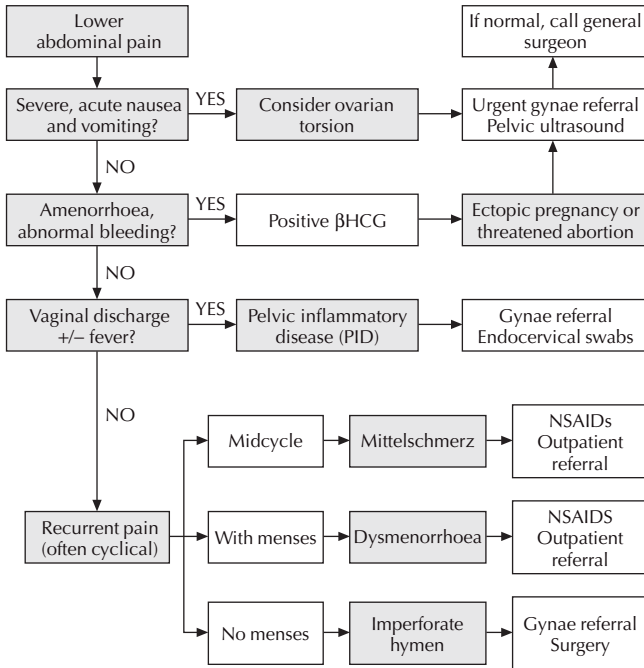 Lower
abdominal pain
If normal, call general
surgeon
Severe, acute nausea
and vomiting?
YES
Consider ovarian
torsion
Urgent gynae referral
Pelvic ultrasound
NO
Amenorrhoea,
abnormal bleeding?
YES
Positive βHCG
Ectopic pregnancy or
threatened abortion
NO
Vaginal discharge
+/– fever?
YES
Pelvic inflammatory
disease (PID)
Gynae referral
Endocervical swabs
NO
Midcycle
Mittelschmerz
NSAIDs
Outpatient
referral
Recurrent pain
(often cyclical)
With menses
Dysmenorrhoea
NSAIDS
Outpatient
referral
No menses
Imperforate
hymen
Gynae referral
Surgery